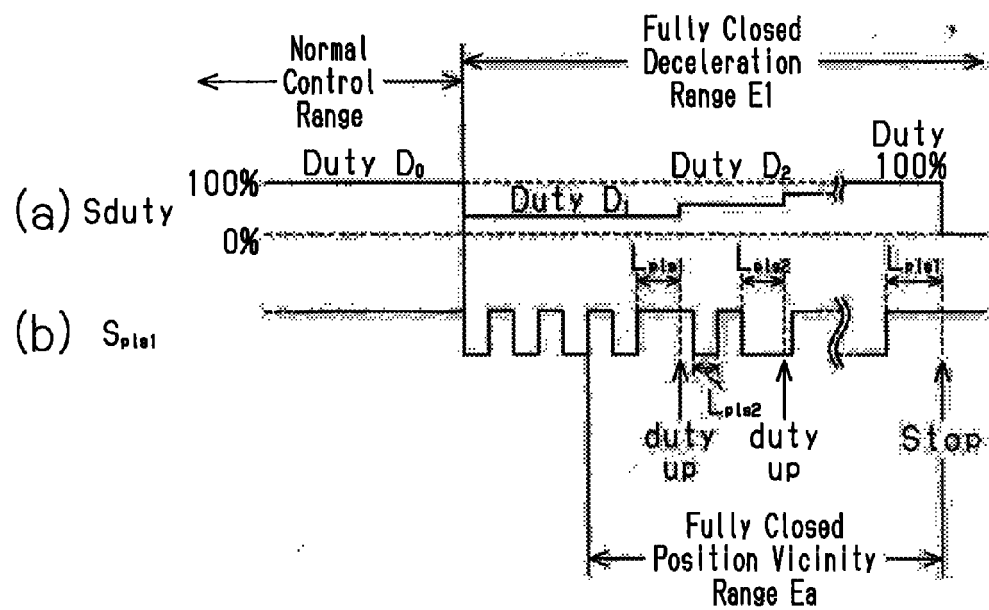 Normal
Control
Range
Fully Closed
Deceleration
Range E1
Duty D₀
Duty D₁
Duty D₂
Duty
100%
100%
0%
(a) Sduty
Lpls1
Lpls2
Lpls1
(b) Spls1
Lpls2
duty
up
duty
up
Stop
Fully Closed
Position Vicinity
Range Ea